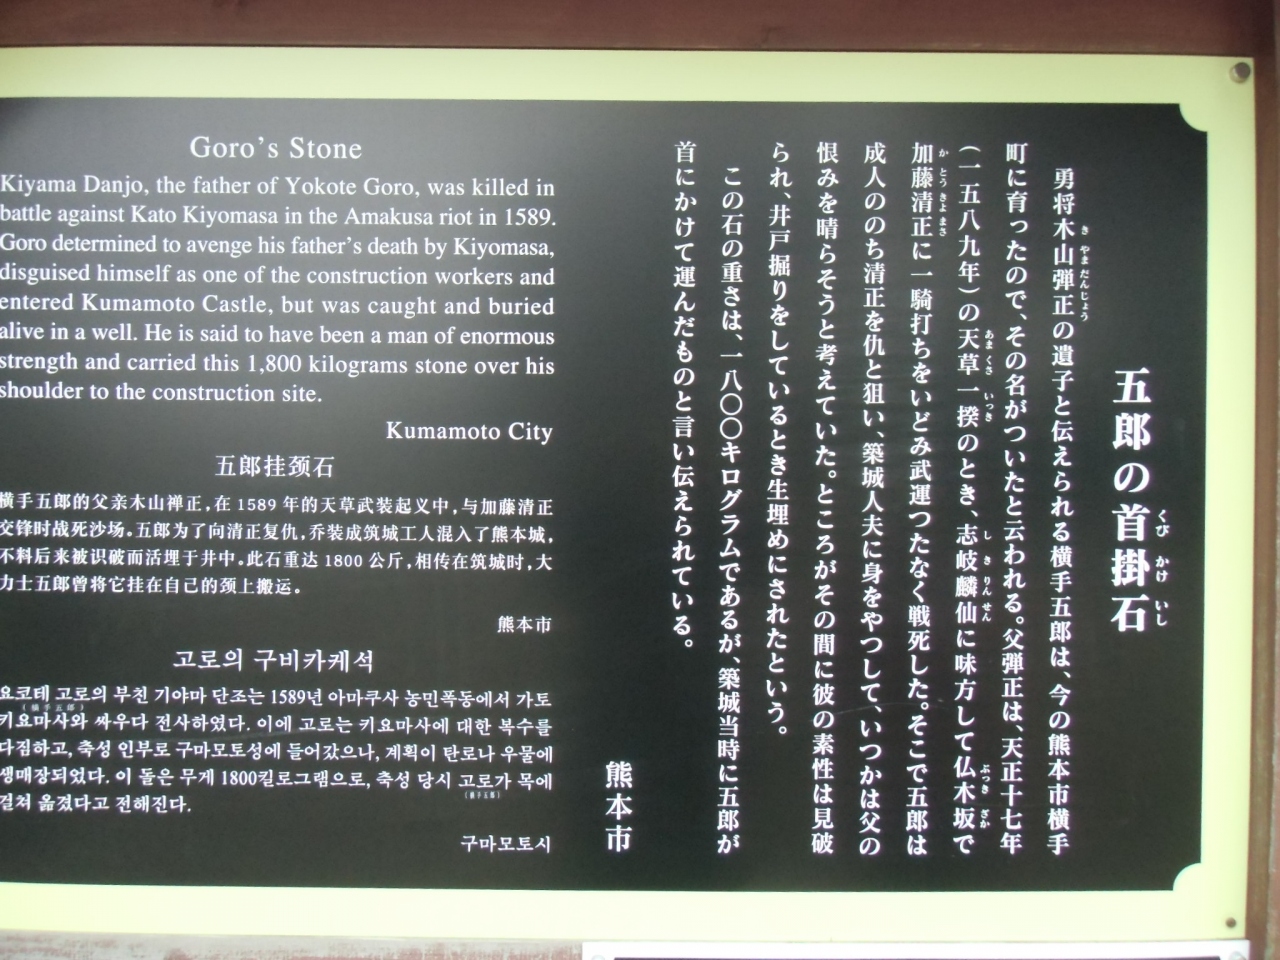 五郎の首掛石
勇将木山弾正の遺子と伝えられる横手五郎は、今の熊本市横手
町に育ったので、その名がついたと云われる。父弾正は、天正十七年
(一五八九年)の天草一揆のとき、志岐麟仙に味方して仏木坂で
加藤清正に一騎打ちをいどみ武運つたなく戦死した。そこで五郎は
成人ののち清正を仇と狙い、築城人夫に身をやつして、いつかは父の
恨みを晴らそうと考えていた。ところがその間に彼の素性は見破
られ、井戸掘りをしているとき生埋めにされたという。
この石の重さは、一八〇〇キログラムであるが、築城当時に五郎が
首にかけて運んだものと言い伝えられている。
熊本市
Goro's Stone
Kiyama Danjo, the father of Yokote Goro, was killed in
battle against Kato Kiyomasa in the Amakusa riot in 1589.
Goro determined to avenge his father's death by Kiyomasa,
disguised himself as one of the construction workers and
entered Kumamoto Castle, but was caught and buried
alive in a well. He is said to have been a man of enormous
strength and carried this 1,800 kilograms stone over his
shoulder to the construction site.
Kumamoto City
五郎挂颈石
横手五郎的父亲木山禅正，在 1589 年的天草武装起义中，与加藤清正
交锋时战死沙场。五郎为了向清正复仇，乔装成筑城工人混入了熊本城，
不料后来被识破而活埋于井中。此石重达 1800 公斤，相传在筑城时，大
力士五郎曾将它挂在自己的颈上搬运。
熊本市
고로의 구비카케석
요코테 고로의 부친 기야마 단조는 1589년 아마쿠사 농민폭동에서 가토
(横手五郎)
키요마사와 싸우다 전사하였다. 이에 고로는 키요마사에 대한 복수를
다짐하고, 축성 인부로 구마모토성에 들어갔으나, 계획이 탄로나 우물에
생매장되었다. 이 돌은 무게 1800킬로그램으로, 축성 당시 고로가 목에
(横手五郎)
걸쳐 옮겼다고 전해진다.
구마모토시